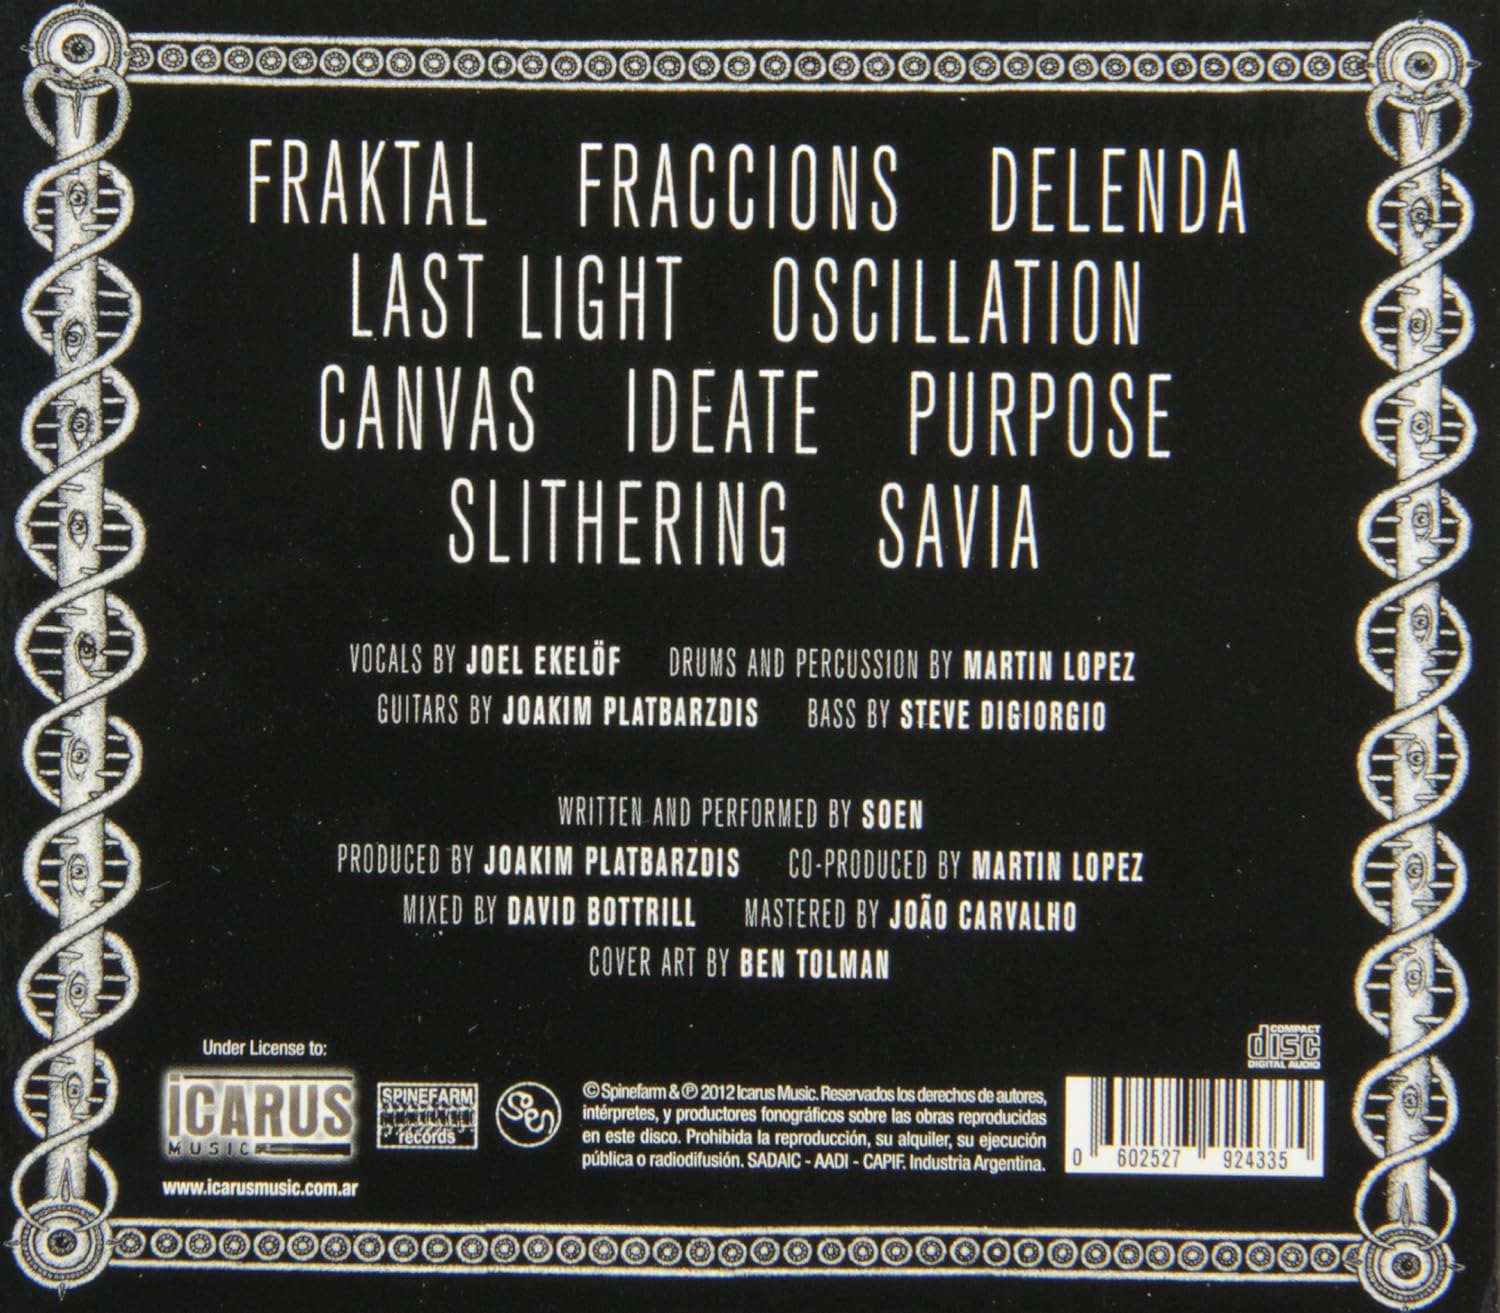 FRAKTAL FRACCIONS DELENDA
LAST LIGHT OSCILLATION
CANVAS IDEATE PURPOSE
SLITHERING SAVIA
VOCALS BY JOEL EKELÖF DRUMS AND PERCUSSION BY MARTIN LOPEZ
GUITARS BY JOAKIM PLATBARZDIS BASS BY STEVE DIGIORGIO
WRITTEN AND PERFORMED BY SOEN
PRODUCED BY JOAKIM PLATBARZDIS CO-PRODUCED BY MARTIN LOPEZ
MIXED BY DAVID BOTTRILL MASTERED BY JOÃO CARVALHO
COVER ART BY BEN TOLMAN
Under License to:
iCARUS
MUSIC
www.icarusmusic.com.ar
SPINEFARM
records
© Spinefarm & ℗ 2012 Icarus Music. Reservados los derechos de autores,
intérpretes, y productores fonográficos sobre las obras reproducidas
en este disco. Prohibida la reproducción, su alquiler, su ejecución
pública o radiodifusión. SADAIC - AADI - CAPIF. Industria Argentina.
COMPACT
disc
DIGITAL AUDIO
0 602527 924335